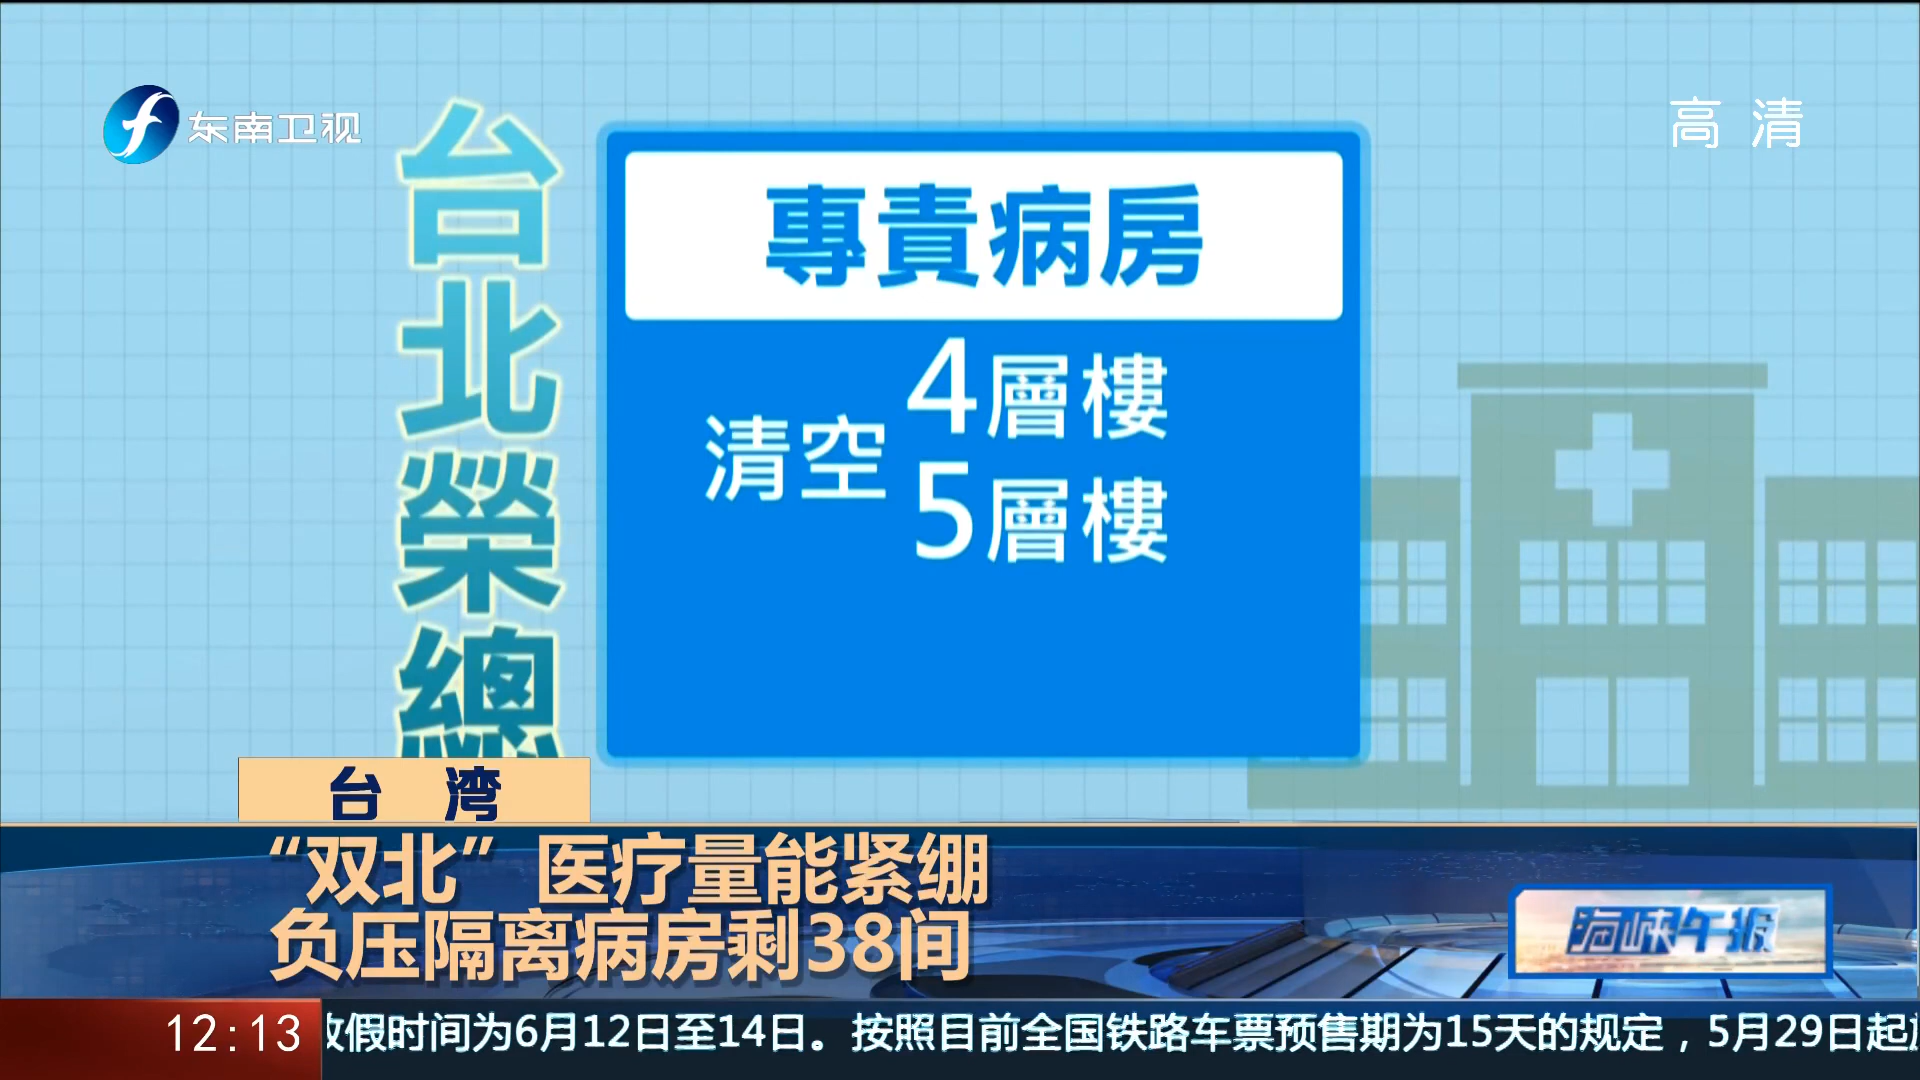 东南卫视
高清
台北榮總
專責病房
清空
4層樓
5層樓
台湾
“双北”医疗量能紧绷
负压隔离病房剩38间
海峡午报
12:13
放假时间为6月12日至14日。按照目前全国铁路车票预售期为15天的规定，5月29日起